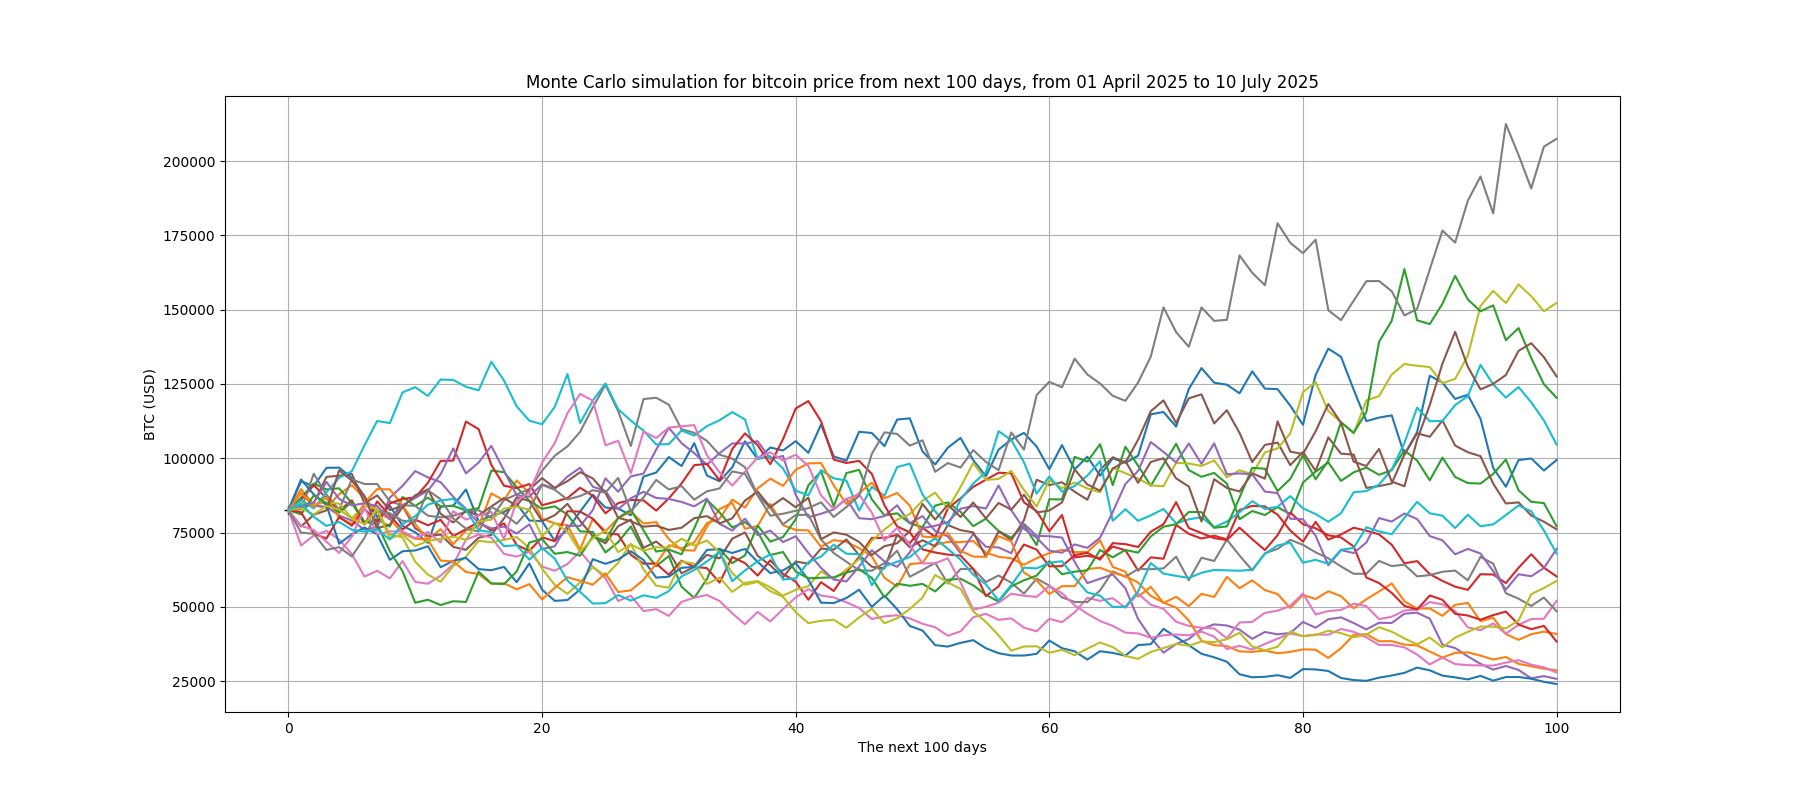 Monte Carlo simulation for bitcoin price from next 100 days, from 01 April 2025 to 10 July 2025
BTC (USD)
200000
175000
150000
125000
100000
75000
50000
25000
0 20 40 60 80 100
The next 100 days